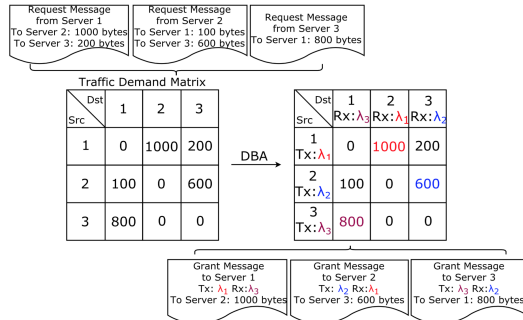 Request Message
from Server 1
To Server 2: 1000 bytes
To Server 3: 200 bytes
Request Message
from Server 2
To Server 1: 100 bytes
To Server 3: 600 bytes
Request Message
from Server 3
To Server 1: 800 bytes
Traffic Demand Matrix
Dst
Src
1 2 3
1 0 1000 200
2 100 0 600
3 800 0 0
DBA
Dst
Src
1 2 3
Rx:λ3 Rx:λ1 Rx:λ2
1
Tx:λ1 0 1000 200
2
Tx:λ2 100 0 600
3
Tx:λ3 800 0 0
Grant Message
to Server 1
Tx: λ1 Rx:λ3
To Server 2: 1000 bytes
Grant Message
to Server 2
Tx: λ2 Rx:λ1
To Server 3: 600 bytes
Grant Message
to Server 3
Tx: λ3 Rx:λ2
To Server 1: 800 bytes